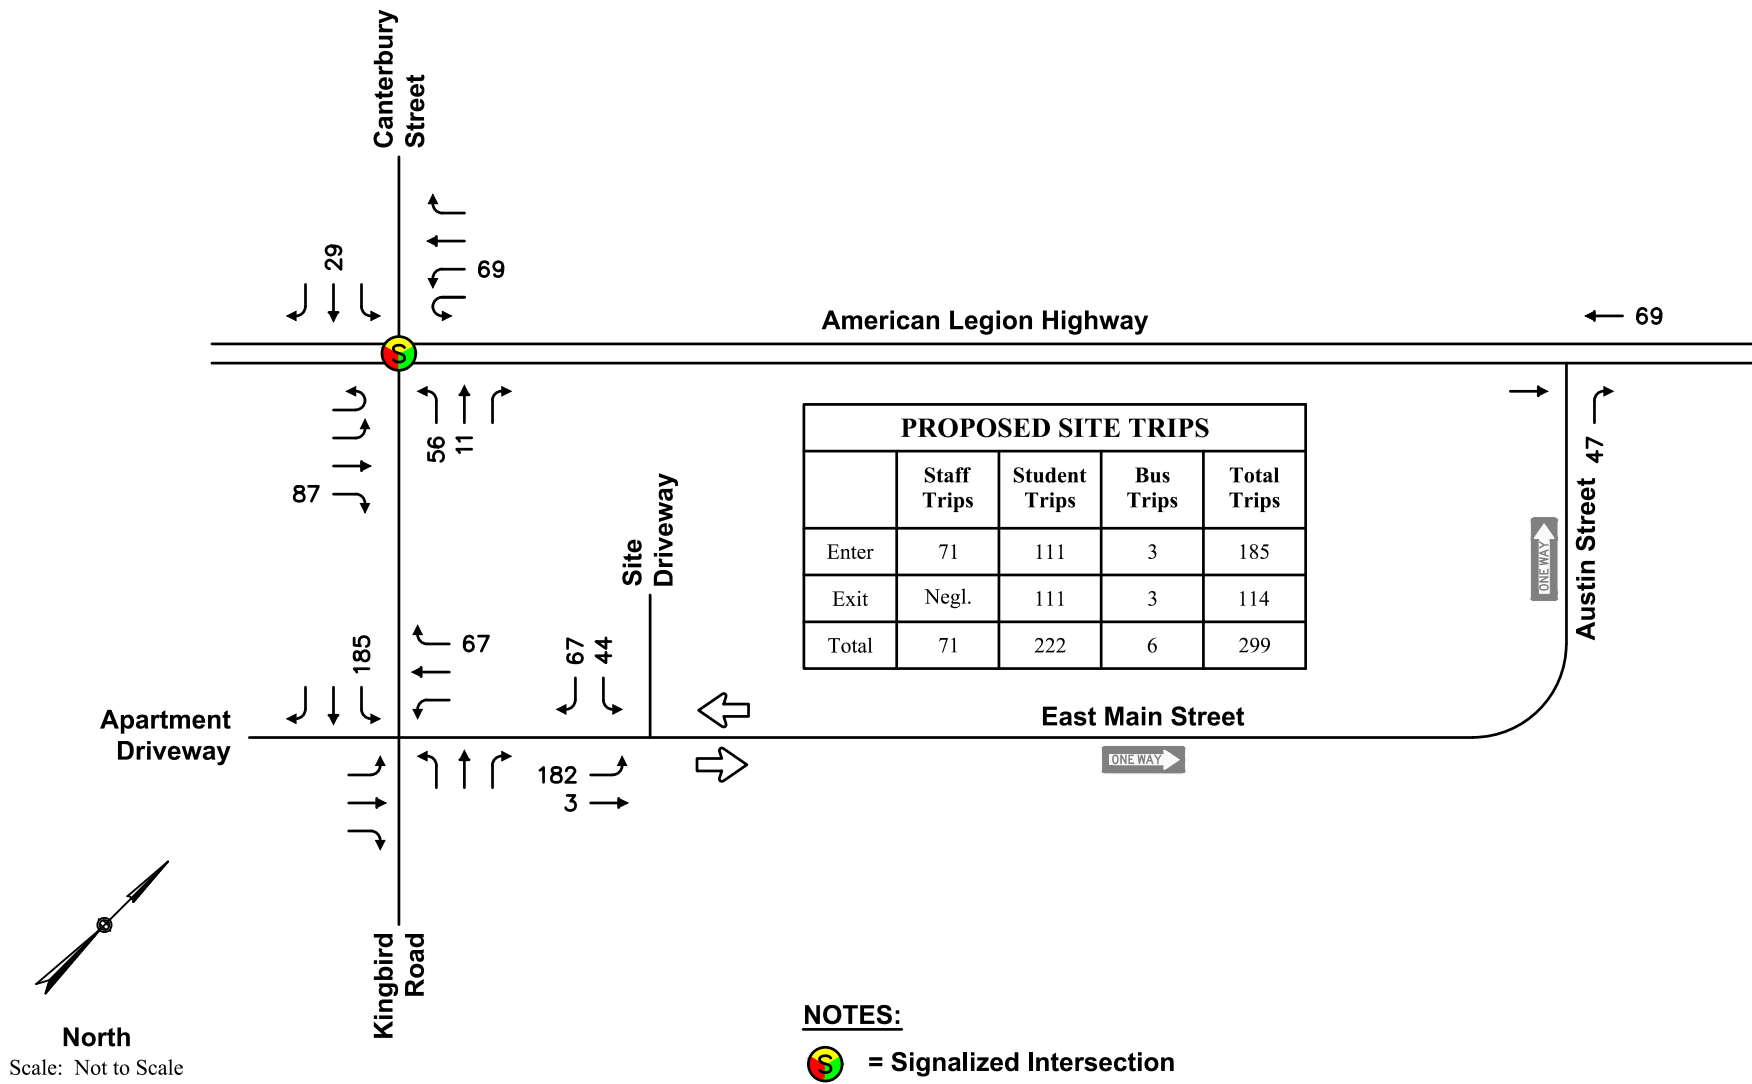 Canterbury
Street
29
69
American Legion Highway
69
S
56
11
87
47
PROPOSED SITE TRIPS
Staff Trips Student Trips Bus Trips Total Trips
Enter 71 111 3 185
Exit Negl. 111 3 114
Total 71 222 6 299
Site
Driveway
Austin Street
ONE WAY
185
67
67
44
Apartment
Driveway
East Main Street
ONE WAY
182
3
Kingbird
Road
North
Scale: Not to Scale
NOTES:
S = Signalized Intersection